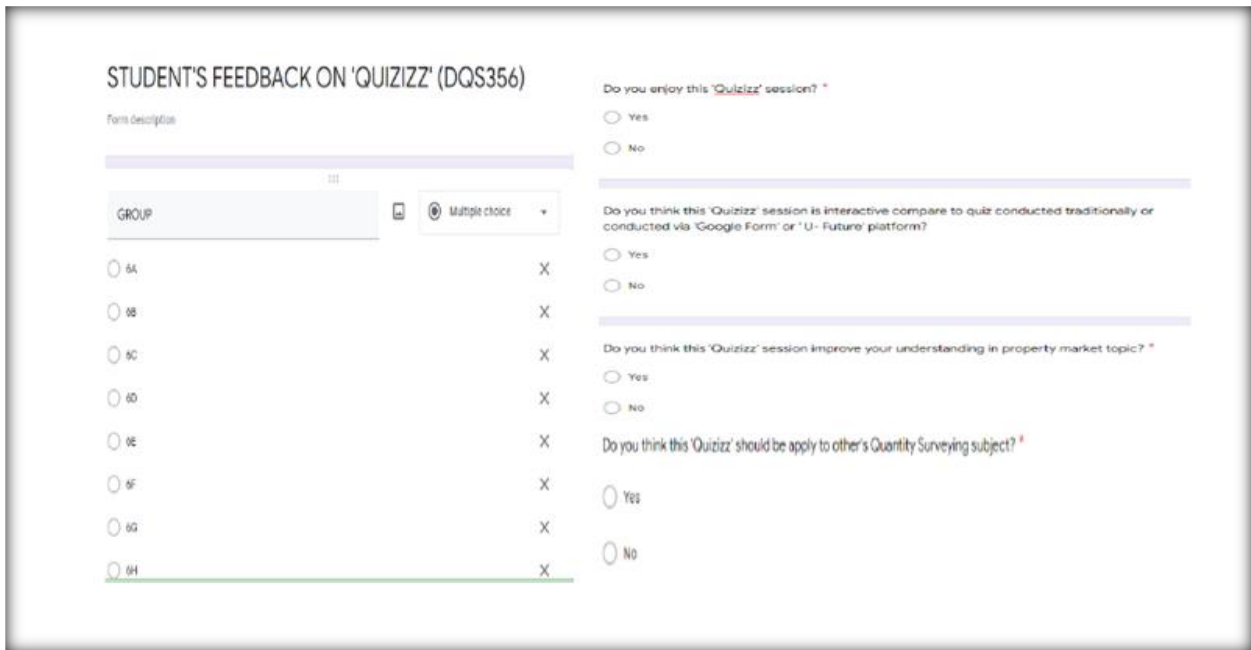 STUDENT'S FEEDBACK ON 'QUIZIZZ' (DQS356)
Form description
GROUP
Multiple choice
6A
6B
6C
6D
6E
6F
6G
6H
Do you enjoy this 'Quizizz' session? *
Yes
No
Do you think this 'Quizizz' session is interactive compare to quiz conducted traditionally or
conducted via 'Google Form' or ' U- Future' platform?
Yes
No
Do you think this 'Quizizz' session improve your understanding in property market topic? *
Yes
No
Do you think this 'Quizizz' should be apply to other's Quantity Surveying subject? *
Yes
No